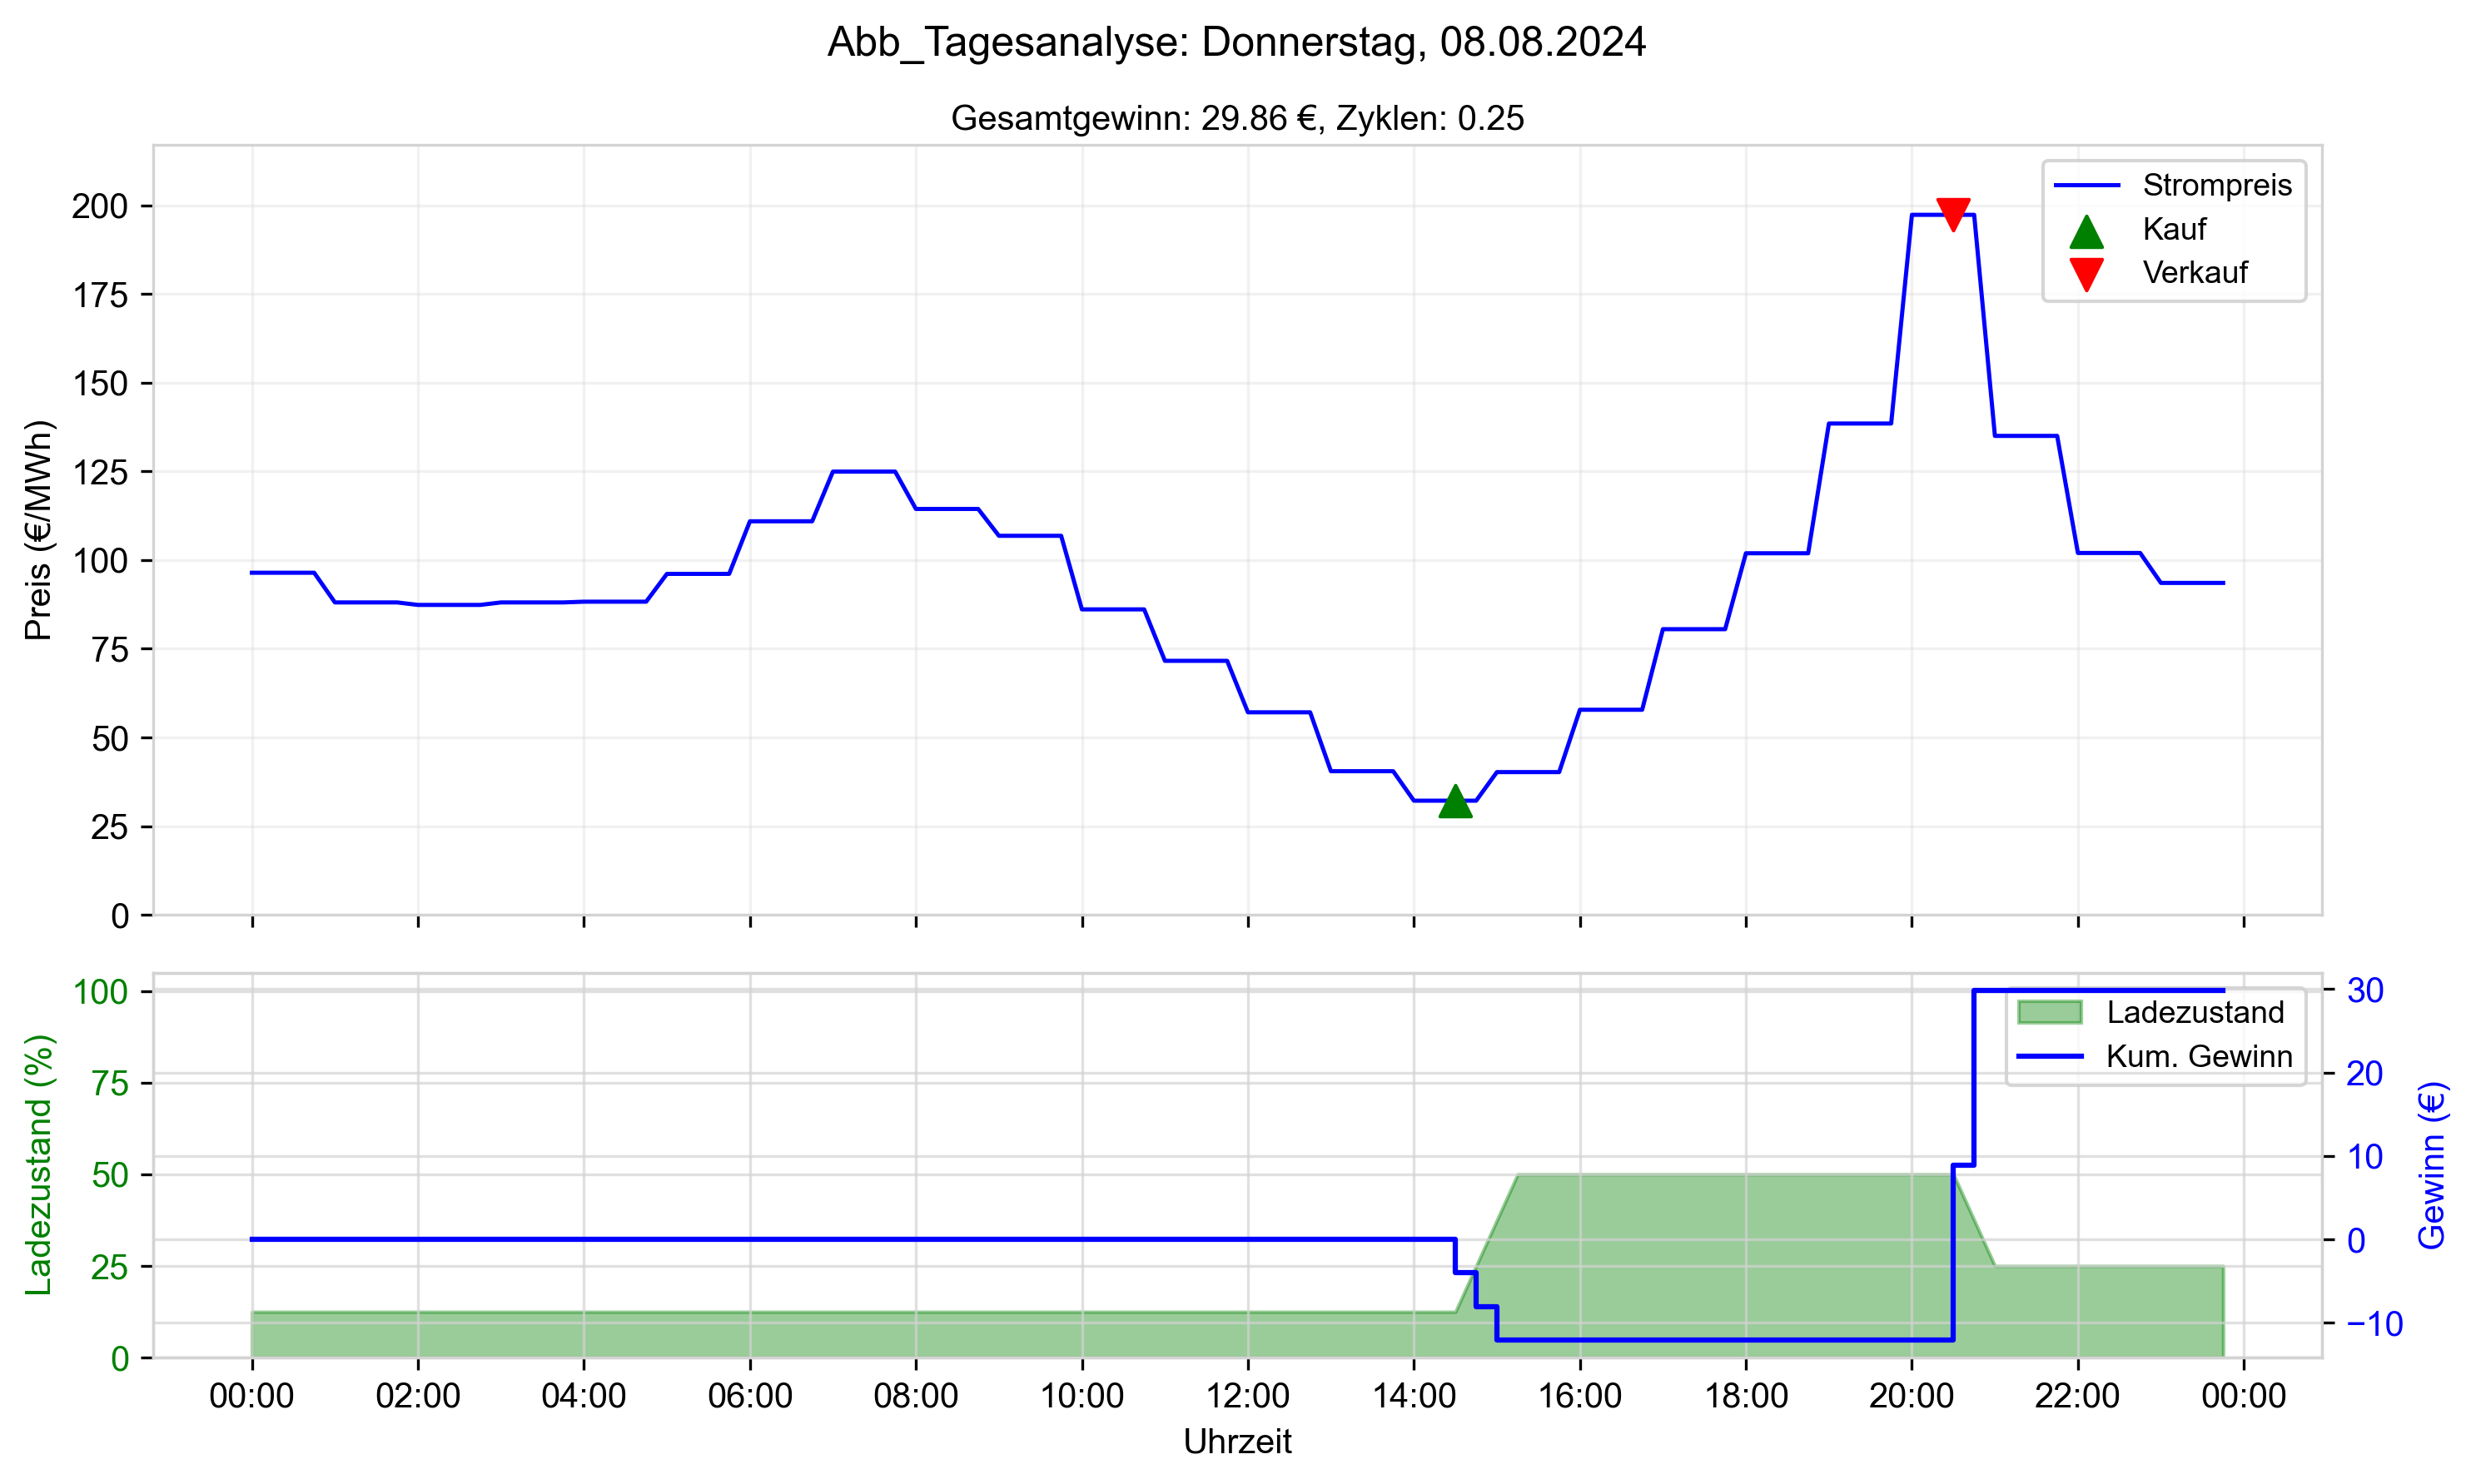 Abb_Tagesanalyse: Donnerstag, 08.08.2024
Gesamtgewinn: 29.86 €, Zyklen: 0.25
Preis (€/MWh)
200
175
150
125
100
75
50
25
0
Strompreis
Kauf
Verkauf
Ladezustand (%)
100
75
50
25
0
Ladezustand
Kum. Gewinn
30
20
10
0
−10
Gewinn (€)
00:00 02:00 04:00 06:00 08:00 10:00 12:00 14:00 16:00 18:00 20:00 22:00 00:00
Uhrzeit